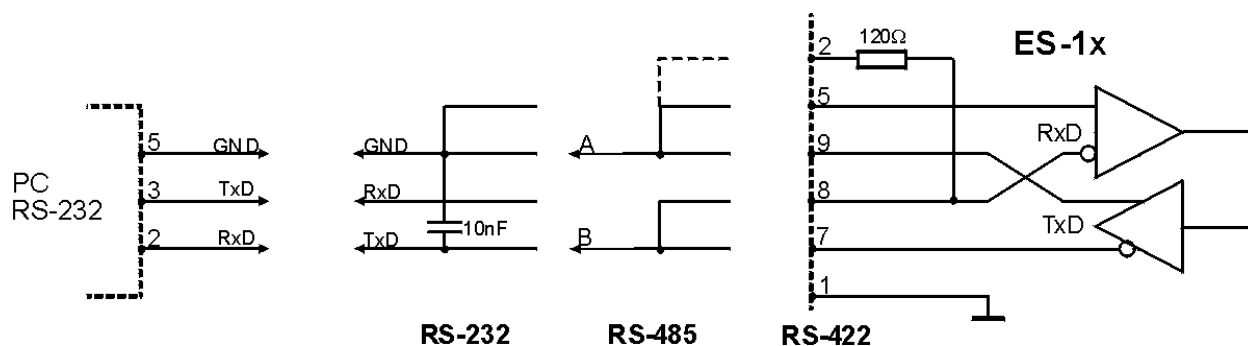 2
120Ω
ES-1x
5
RxD
5
GND
GND
A
9
PC
RS-232
3
TxD
RxD
8
TxD
2
RxD
10nF
TxD
B
7
1
RS-232
RS-485
RS-422